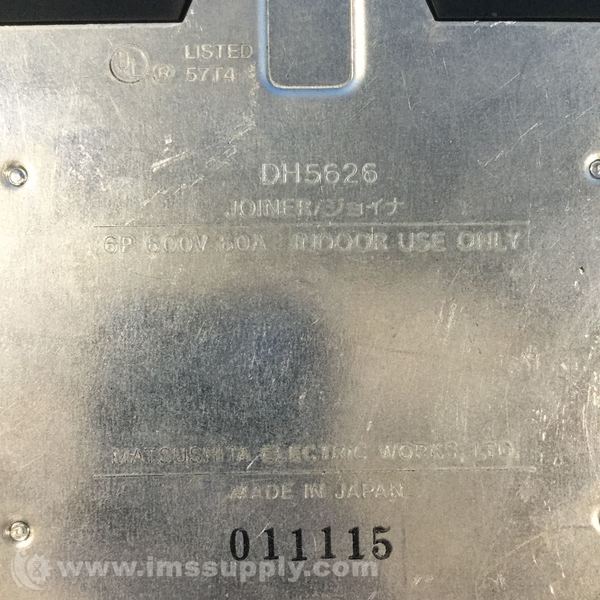 UL ® LISTED
57T4
DH5626
JOINER/ジョイナ
6P 600V 60A INDOOR USE ONLY
MATSUSHITA ELECTRIC WORKS, LTD.
MADE IN JAPAN
011115
www.imssupply.com